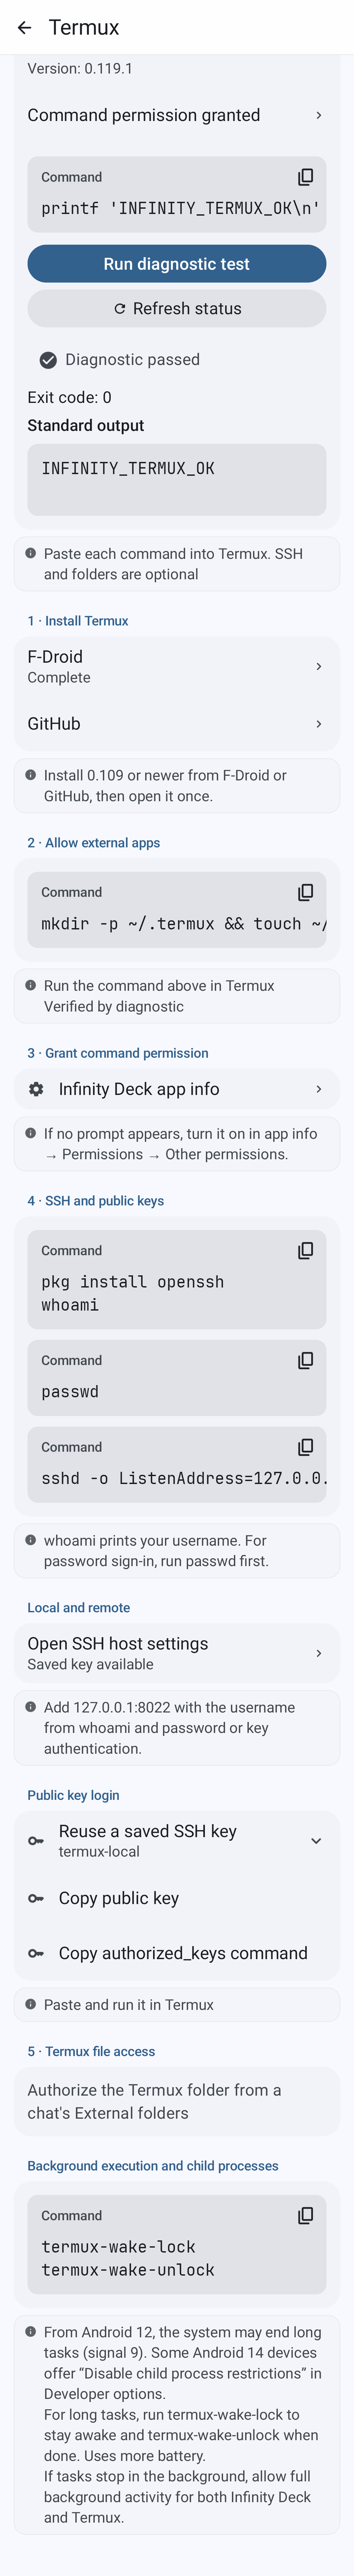 Termux
Version: 0.119.1
Command permission granted
Command
printf 'INFINITY_TERMUX_OK\n'
Run diagnostic test
Refresh status
Diagnostic passed
Exit code: 0
Standard output
INFINITY_TERMUX_OK
Paste each command into Termux. SSH
and folders are optional
1 · Install Termux
F-Droid
Complete
GitHub
Install 0.109 or newer from F-Droid or
GitHub, then open it once.
2 · Allow external apps
Command
mkdir -p ~/.termux && touch ~/
Run the command above in Termux
Verified by diagnostic
3 · Grant command permission
Infinity Deck app info
If no prompt appears, turn it on in app info
→ Permissions → Other permissions.
4 · SSH and public keys
Command
pkg install openssh
whoami
Command
passwd
Command
sshd -o ListenAddress=127.0.0.
whoami prints your username. For
password sign-in, run passwd first.
Local and remote
Open SSH host settings
Saved key available
Add 127.0.0.1:8022 with the username
from whoami and password or key
authentication.
Public key login
Reuse a saved SSH key
termux-local
Copy public key
Copy authorized_keys command
Paste and run it in Termux
5 · Termux file access
Authorize the Termux folder from a
chat's External folders
Background execution and child processes
Command
termux-wake-lock
termux-wake-unlock
From Android 12, the system may end long
tasks (signal 9). Some Android 14 devices
offer “Disable child process restrictions” in
Developer options.
For long tasks, run termux-wake-lock to
stay awake and termux-wake-unlock when
done. Uses more battery.
If tasks stop in the background, allow full
background activity for both Infinity Deck
and Termux.